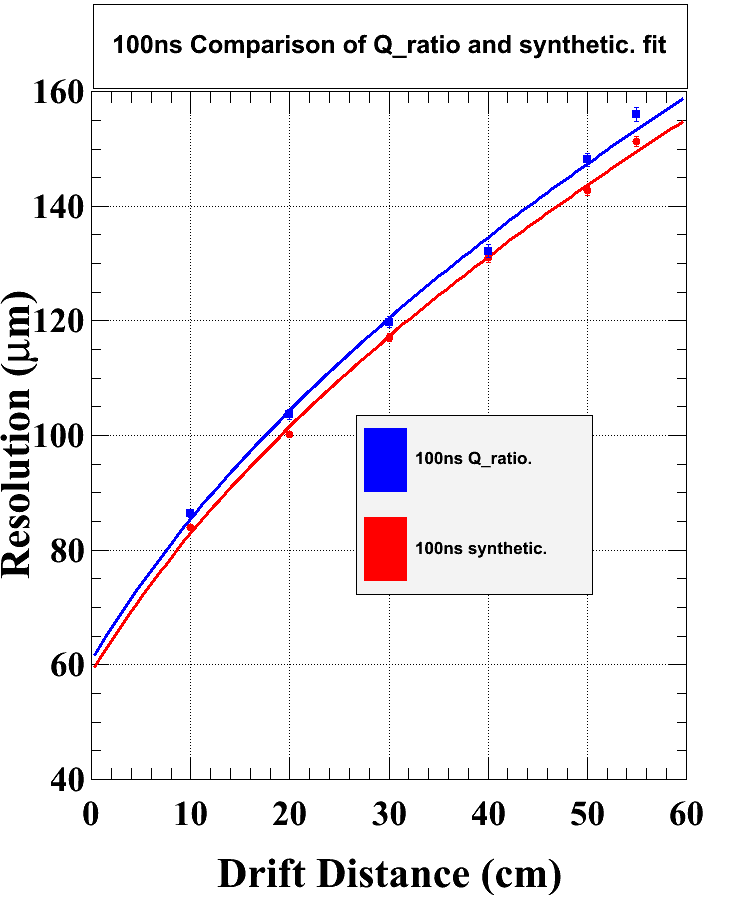 100ns Comparison of Q_ratio and synthetic. fit
160
140
120
100
80
60
40
Resolution (μm)
100ns Q_ratio.
100ns synthetic.
0 10 20 30 40 50 60
Drift Distance (cm)